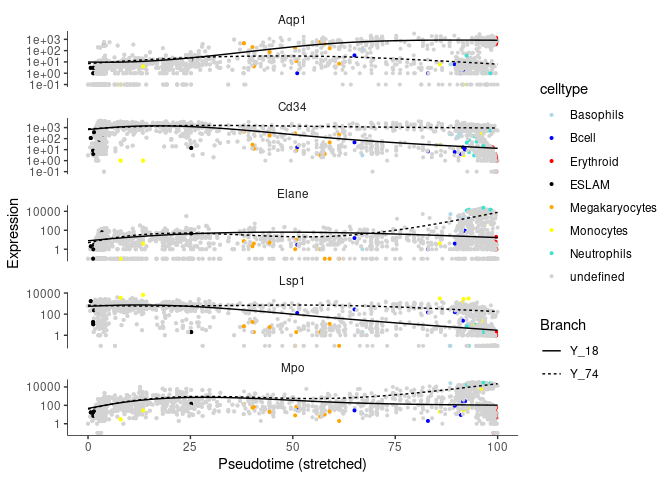 Aqp1
1e+03
1e+02
1e+01
1e+00
1e-01
Cd34
1e+03
1e+02
1e+01
1e+00
1e-01
Elane
10000
100
1
Lsp1
10000
100
1
Mpo
10000
100
1
0 25 50 75 100
Pseudotime (stretched)
Expression
celltype
Basophils
Bcell
Erythroid
ESLAM
Megakaryocytes
Monocytes
Neutrophils
undefined
Branch
Y_18
Y_74